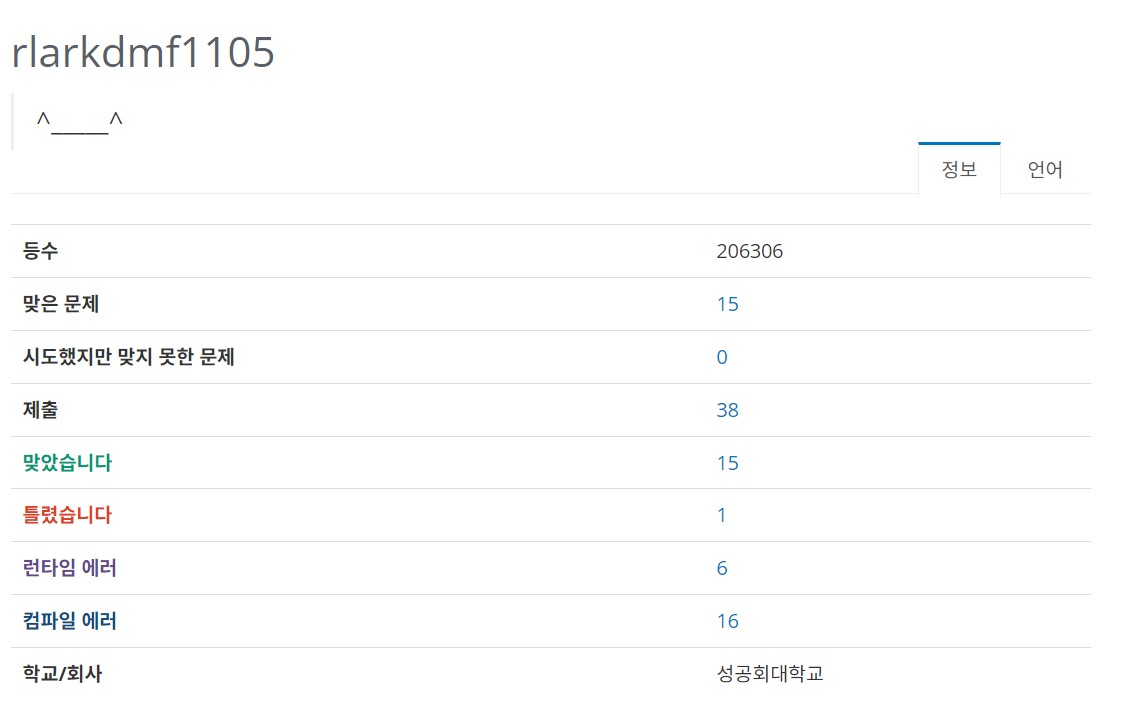 rlarkdmf1105
^_____^
정보 언어
등수 206306
맞은 문제 15
시도했지만 맞지 못한 문제 0
제출 38
맞았습니다 15
틀렸습니다 1
런타임 에러 6
컴파일 에러 16
학교/회사 성공회대학교